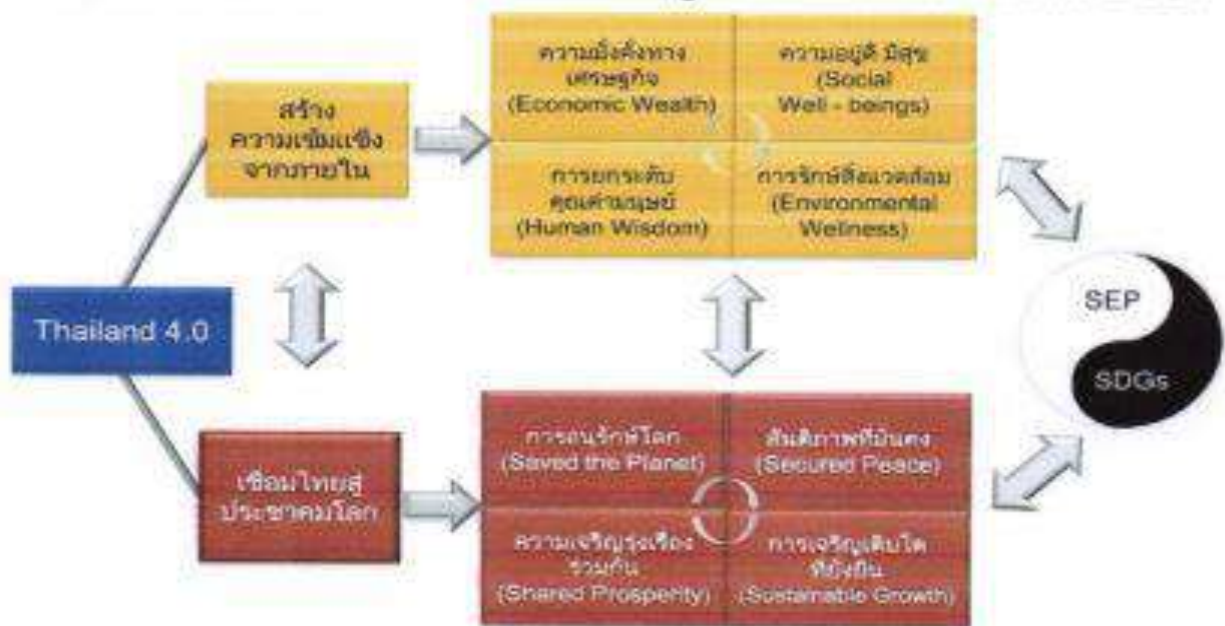 ความมั่งคั่งทาง
เศรษฐกิจ
(Economic Wealth)
ความอยู่ดี มีสุข
(Social
Well - beings)
สร้าง
ความเข้มแข็ง
จากภายใน
การยกระดับ
คุณค่ามนุษย์
(Human Wisdom)
การรักษ์สิ่งแวดล้อม
(Environmental
Wellness)
Thailand 4.0
SEP
SDGs
เชื่อมไทยสู่
ประชาคมโลก
การอนุรักษ์โลก
(Saved the Planet)
สันติภาพที่มั่นคง
(Secured Peace)
ความเจริญรุ่งเรือง
ร่วมกัน
(Shared Prosperity)
การเจริญเติบโต
ที่ยั่งยืน
(Sustainable Growth)